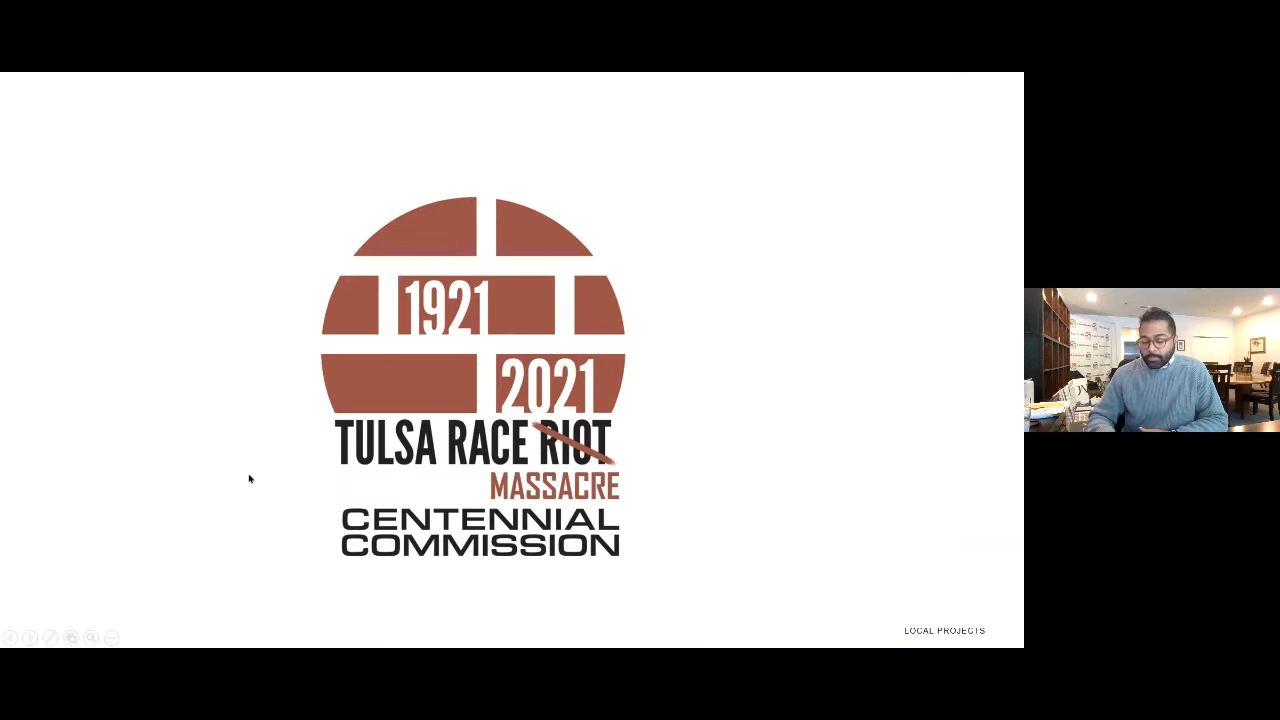 1921
2021
TULSA RACE RIOT
MASSACRE
CENTENNIAL
COMMISSION
LOCAL PROJECTS